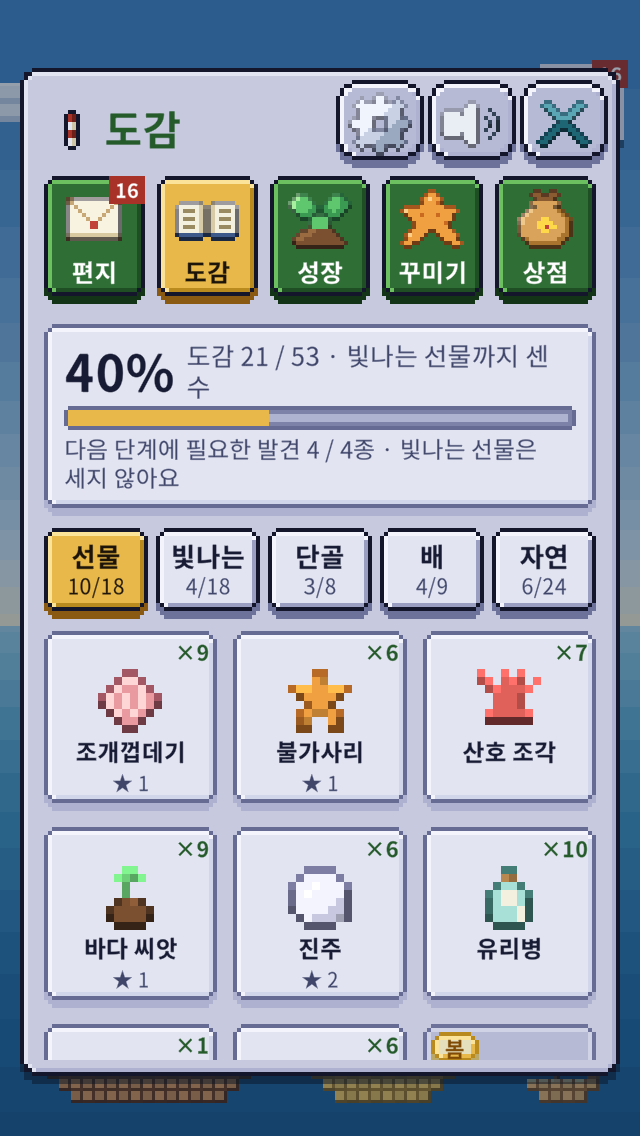 도감
16
편지
도감
성장
꾸미기
상점
40%
도감 21 / 53 · 빛나는 선물까지 센
수
다음 단계에 필요한 발견 4 / 4종 · 빛나는 선물은
세지 않아요
선물
10/18
빛나는
4/18
단골
3/8
배
4/9
자연
6/24
×9
조개껍데기
★ 1
×6
불가사리
★ 1
×7
산호 조각
×9
바다 씨앗
★ 1
×6
진주
★ 2
×10
유리병
×1
×6
봄